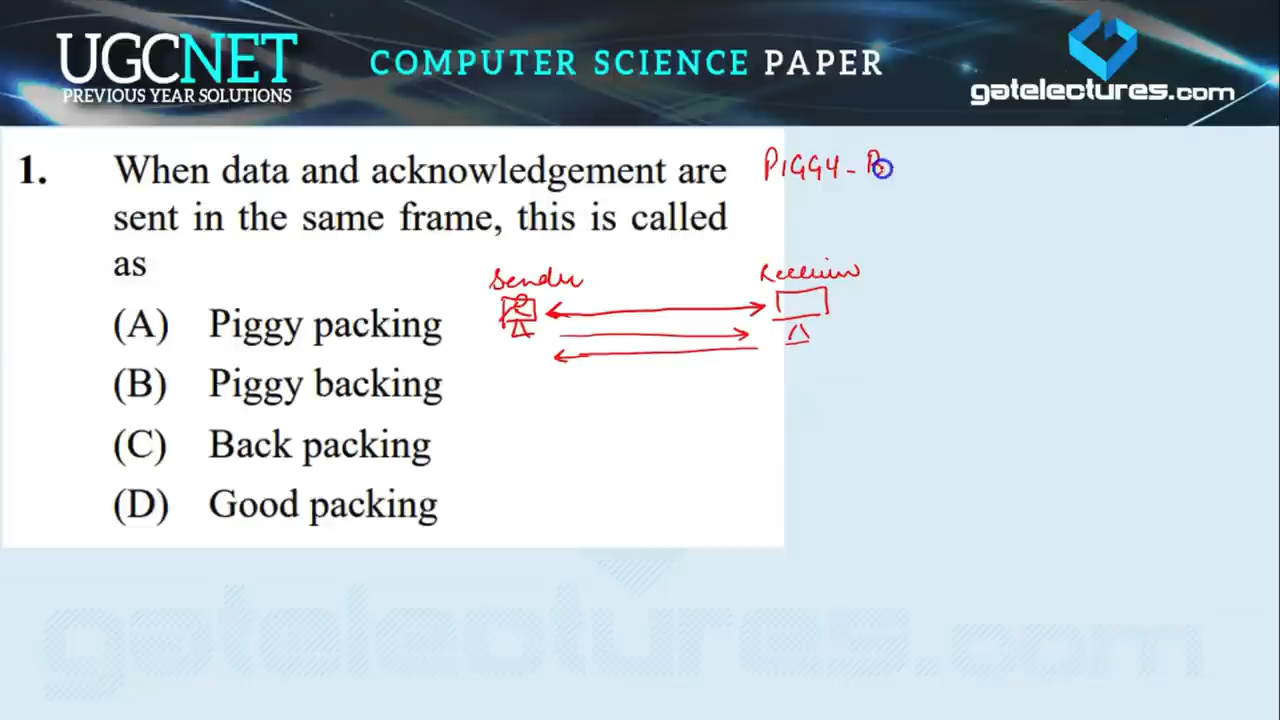 UGCNET
PREVIOUS YEAR SOLUTIONS
COMPUTER SCIENCE PAPER
gatelectures.com
1. When data and acknowledgement are
sent in the same frame, this is called
as
(A) Piggy packing
(B) Piggy backing
(C) Back packing
(D) Good packing
PIGGY - B
Sender
gatelectures.com